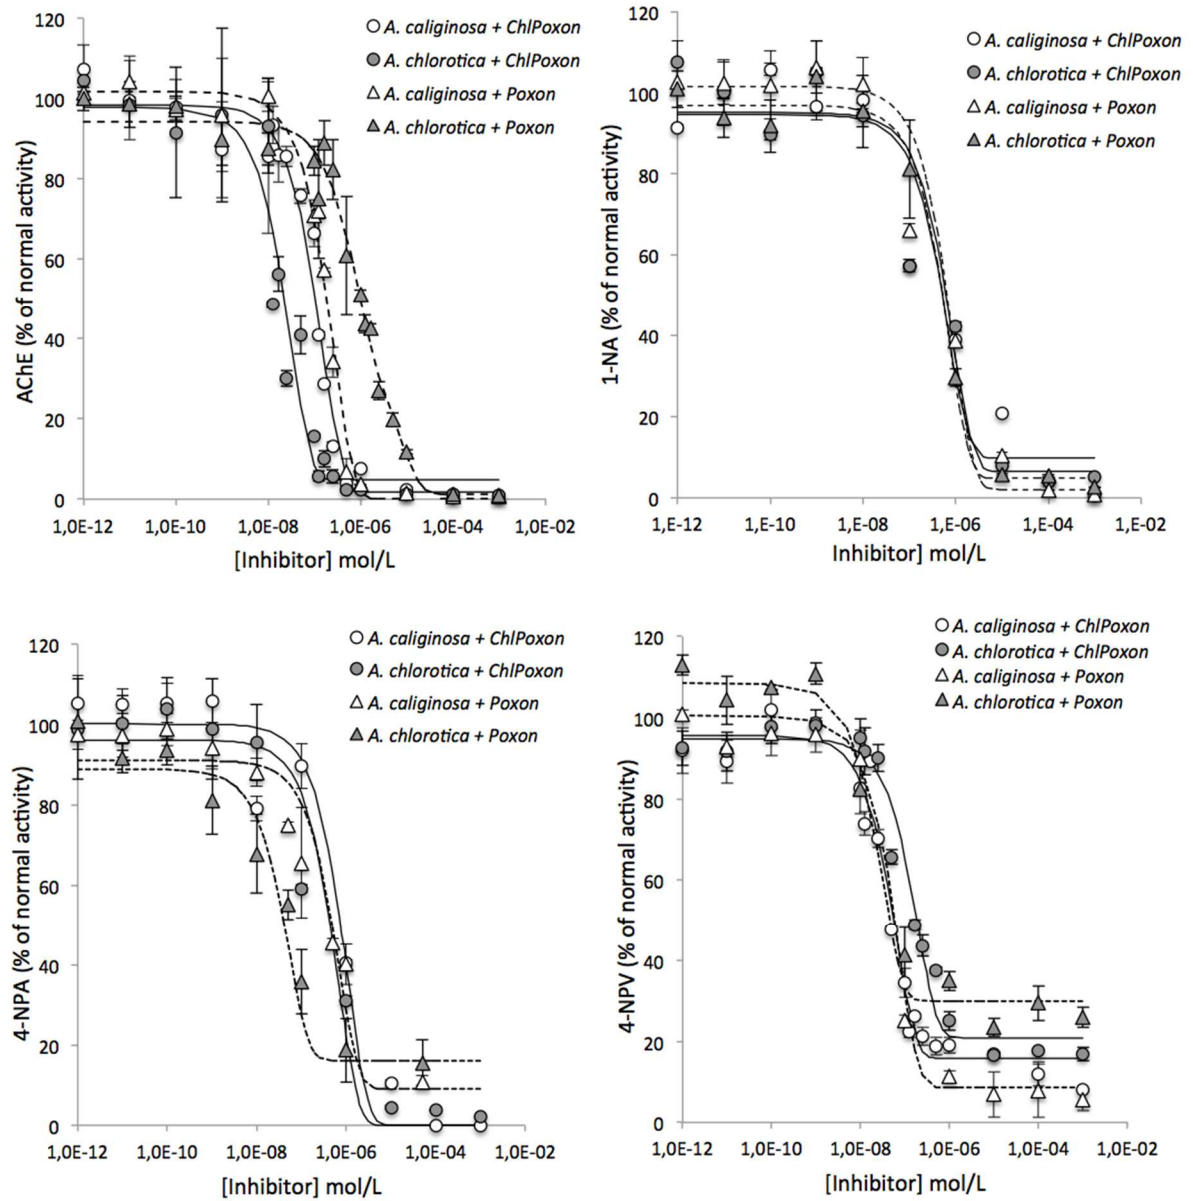 120
100
80
60
40
20
0
AChE (% of normal activity)
1,0E-12 1,0E-10 1,0E-08 1,0E-06 1,0E-04 1,0E-02
[Inhibitor] mol/L
A. caliginosa + ChlPoxon
A. chlorotica + ChlPoxon
A. caliginosa + Poxon
A. chlorotica + Poxon
120
100
80
60
40
20
0
1-NA (% of normal activity)
1,E-12 1,E-10 1,E-08 1,E-06 1,E-04 1,E-02
Inhibitor] mol/L
A. caliginosa + ChlPoxon
A. chlorotica + ChlPoxon
A. caliginosa + Poxon
A. chlorotica + Poxon
120
100
80
60
40
20
0
4-NPA (% of normal activity)
1,0E-12 1,0E-10 1,0E-08 1,0E-06 1,0E-04 1,0E-02
[Inhibitor] mol/L
A. caliginosa + ChlPoxon
A. chlorotica + ChlPoxon
A. caliginosa + Poxon
A. chlorotica + Poxon
120
100
80
60
40
20
0
4-NPV (% of normal activity)
1,0E-12 1,0E-10 1,0E-08 1,0E-06 1,0E-04 1,0E-02
[Inhibitor] mol/L
A. caliginosa + ChlPoxon
A. chlorotica + ChlPoxon
A. caliginosa + Poxon
A. chlorotica + Poxon